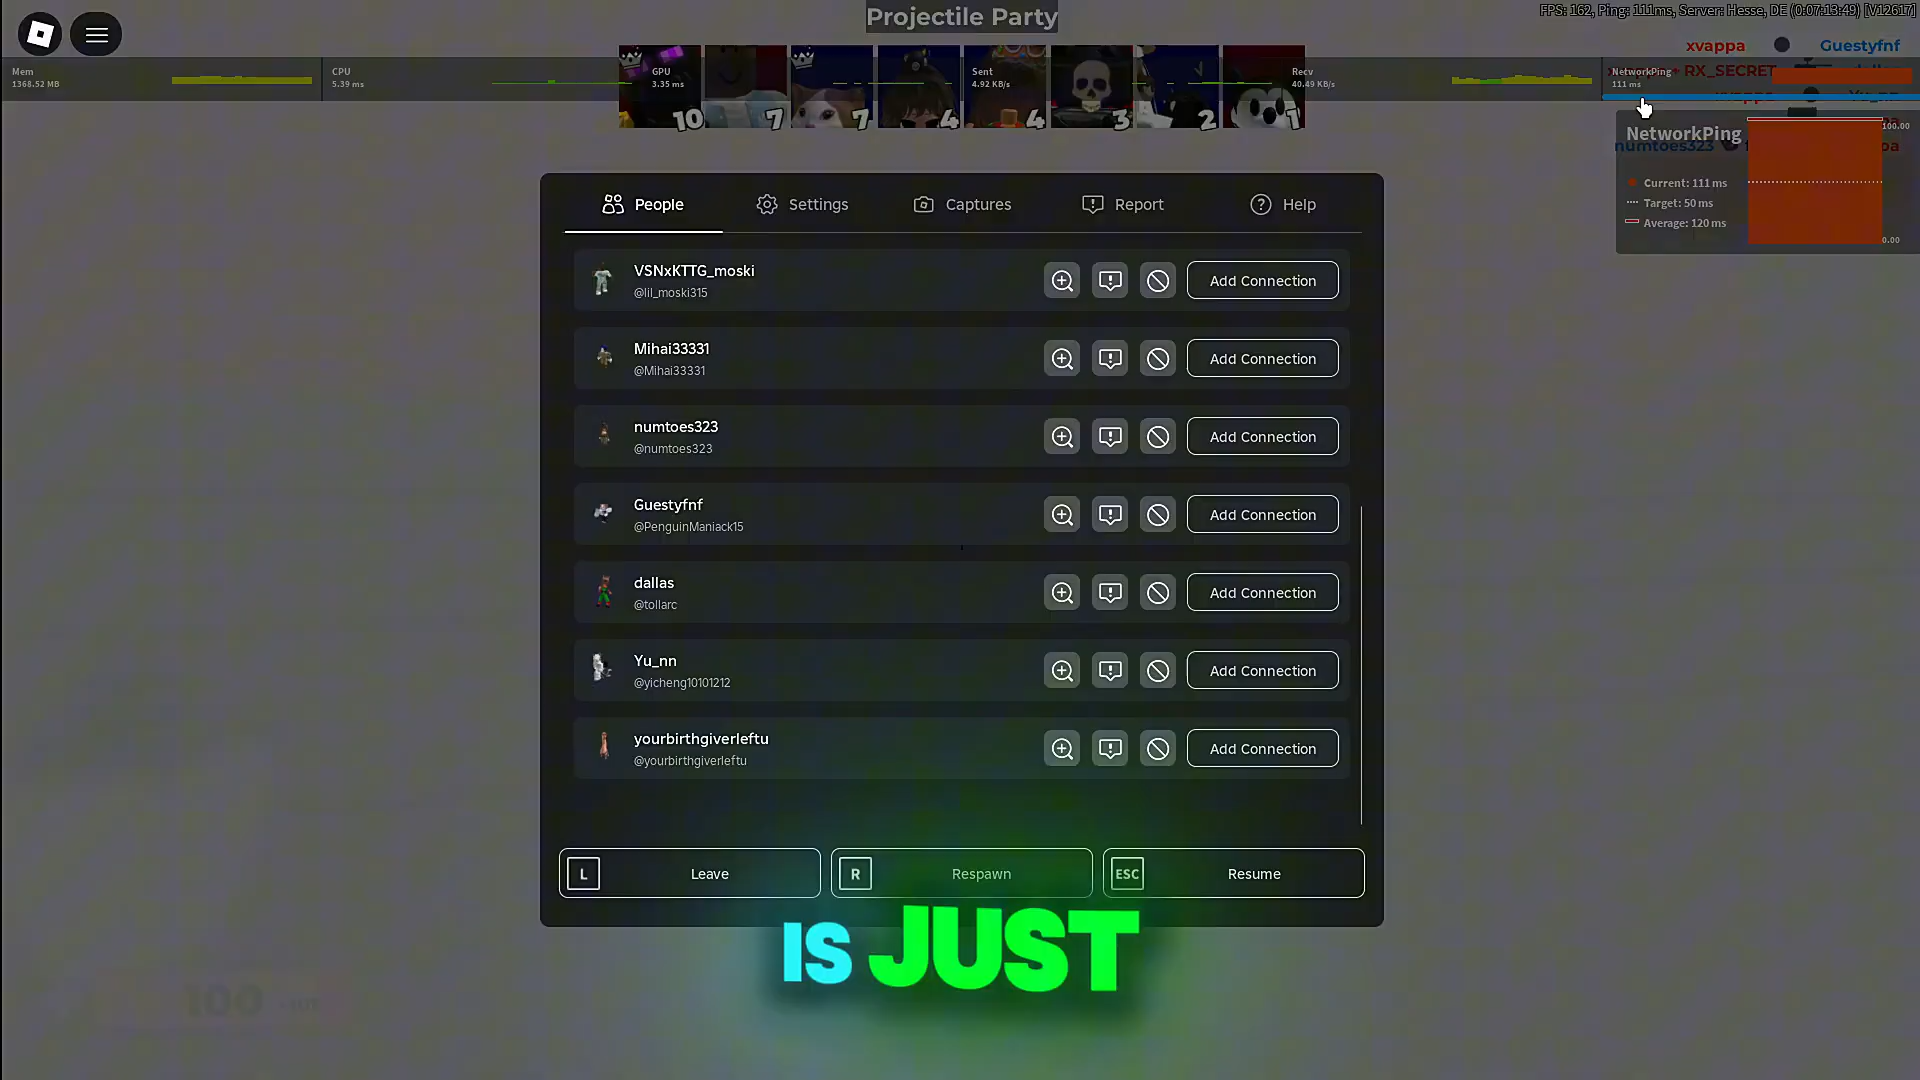 Projectile Party
FPS: 162, Ping: 111ms, Server: Hesse, DE (0:07:13:49) [V12617]
xvappa Guestyfnf
Mem
1368.52 MB
CPU
5.39 ms
GPU
3.35 ms
Sent
4.92 KB/s
Recv
40.49 KB/s
NetworkPing
111 ms
RX_SECRET
10 7 7 4 4 3 2 1
NetworkPing
100.00
numtoes323
Current: 111 ms
Target: 50 ms
Average: 120 ms
0.00
People Settings Captures Report Help
VSNxKTTG_moski
@lil_moski315
Add Connection
Mihai33331
@Mihai33331
Add Connection
numtoes323
@numtoes323
Add Connection
Guestyfnf
@PenguinManiack15
Add Connection
dallas
@tollarc
Add Connection
Yu_nn
@yicheng10101212
Add Connection
yourbirthgiverleftu
@yourbirthgiverleftu
Add Connection
L Leave R Respawn ESC Resume
IS JUST
100